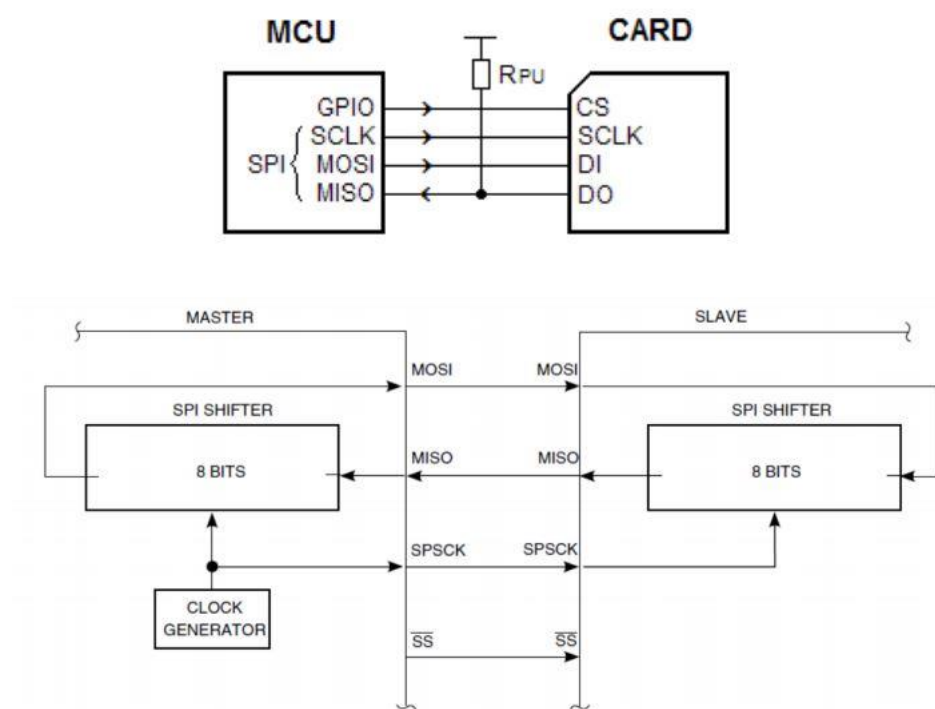 MCU CARD
RPU
GPIO CS
SCLK SCLK
SPI MOSI DI
MISO DO
MASTER SLAVE
MOSI MOSI
SPI SHIFTER SPI SHIFTER
8 BITS MISO MISO 8 BITS
SPSCK SPSCK
CLOCK
GENERATOR
SS SS